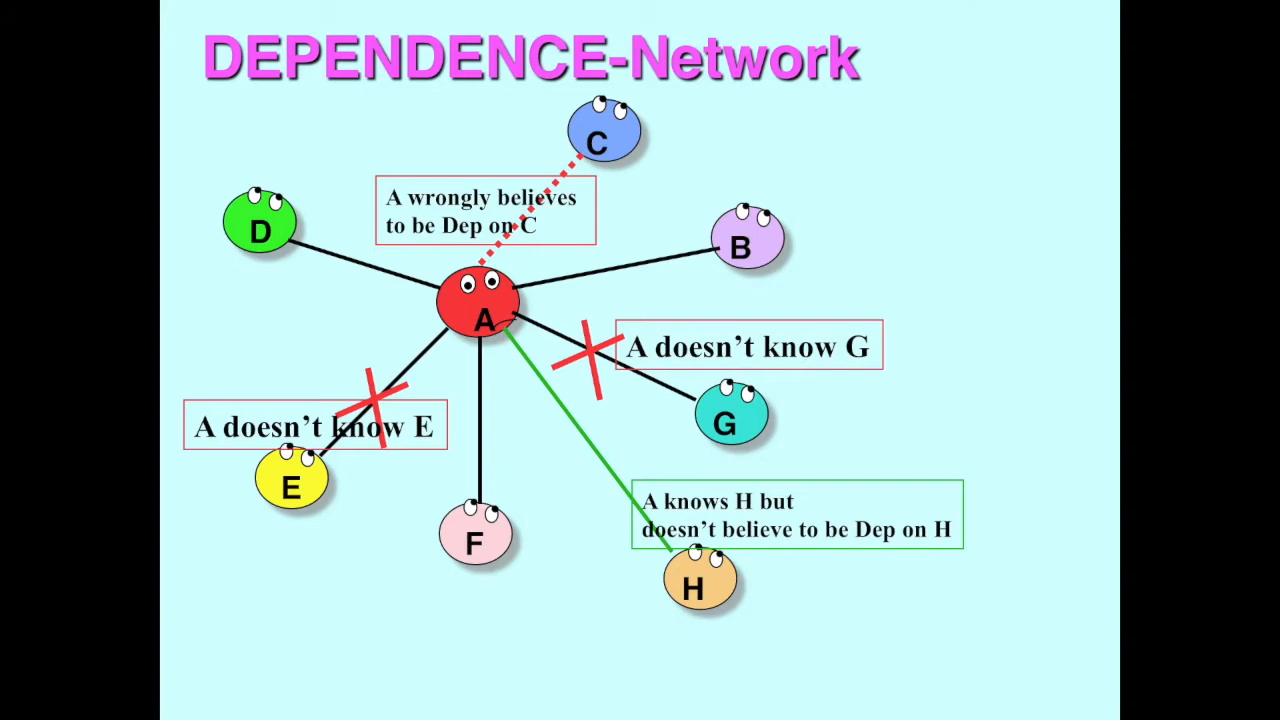 DEPENDENCE-Network
C
A wrongly believes
to be Dep on C
D
B
A
A doesn’t know G
G
A doesn’t know E
E
A knows H but
doesn’t believe to be Dep on H
F
H